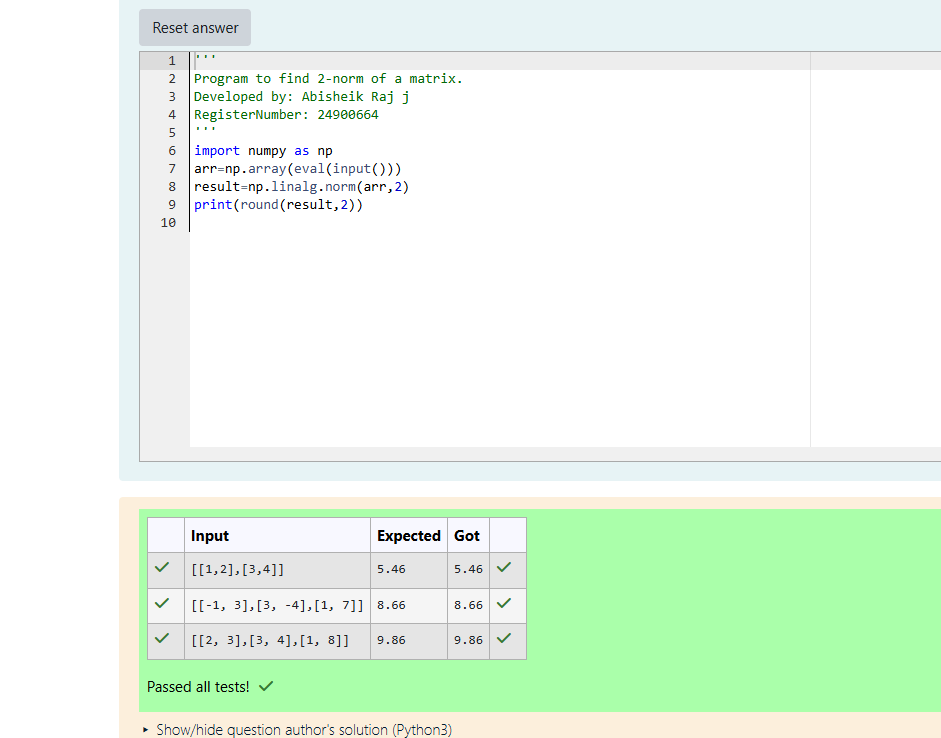 Reset answer
1 '''
2 Program to find 2-norm of a matrix.
3 Developed by: Abisheik Raj j
4 RegisterNumber: 24900664
5 '''
6 import numpy as np
7 arr=np.array(eval(input()))
8 result=np.linalg.norm(arr,2)
9 print(round(result,2))
10
Input Expected Got
[[1,2],[3,4]] 5.46 5.46
[[-1, 3],[3, -4],[1, 7]] 8.66 8.66
[[2, 3],[3, 4],[1, 8]] 9.86 9.86
Passed all tests!
Show/hide question author's solution (Python3)